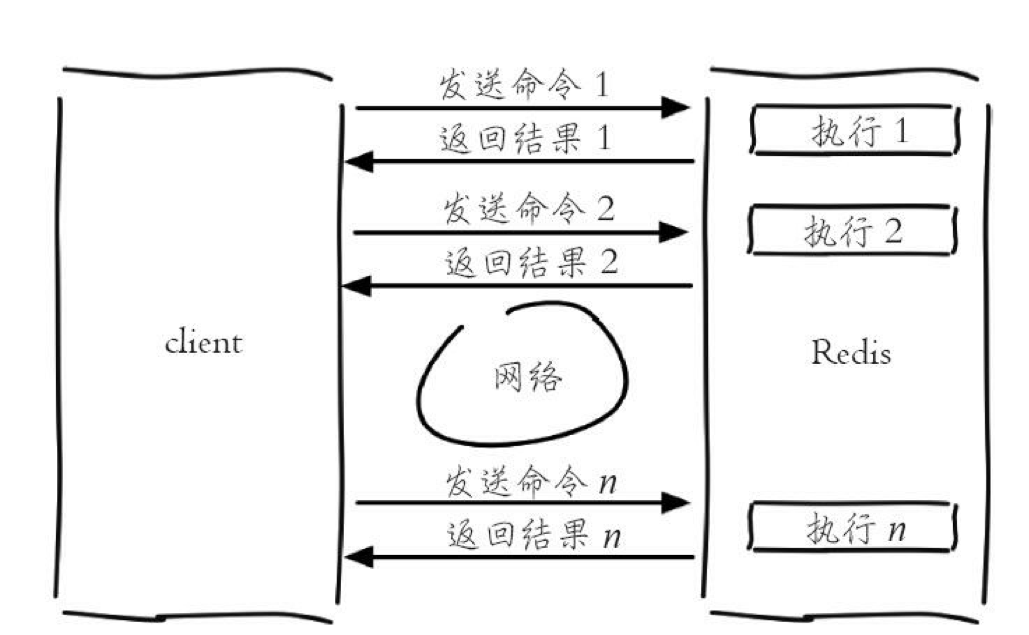 发送命令 1
执行 1
返回结果 1
发送命令 2
执行 2
返回结果 2
client
网络
Redis
发送命令 n
执行 n
返回结果 n